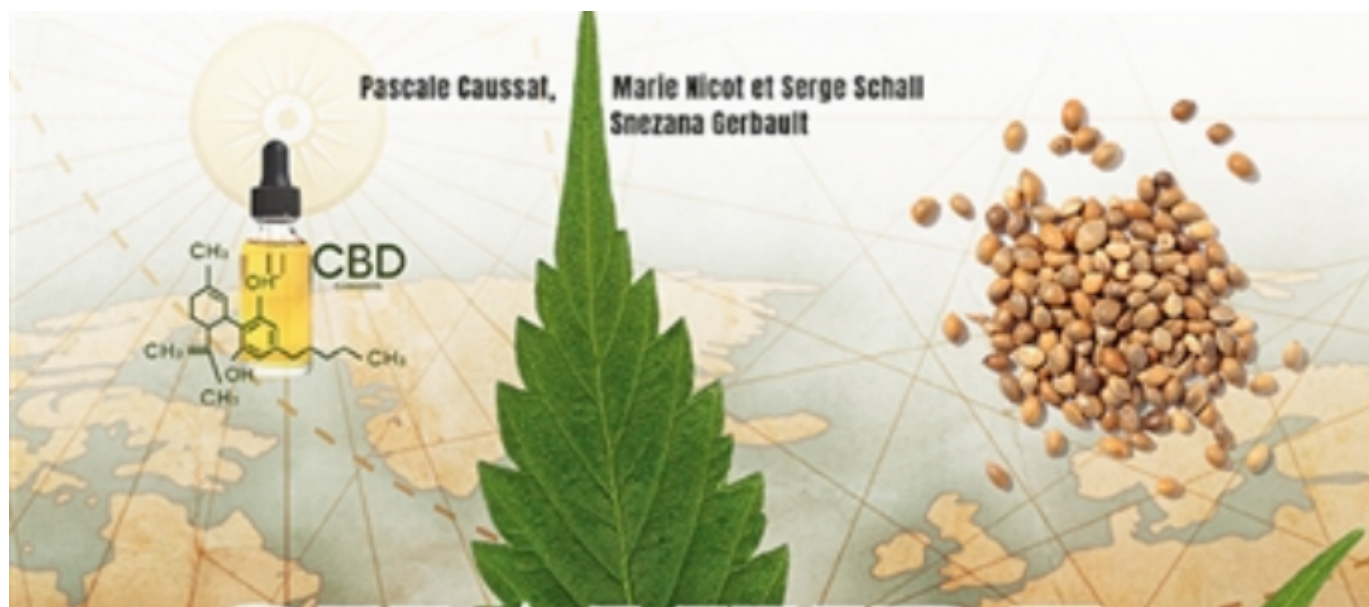 Pascale Caussat, Marie Nicot et Serge Schall
Snezana Gerbault
CBD
CH₃
OH
CH₃
OH
CH₃
CH₃